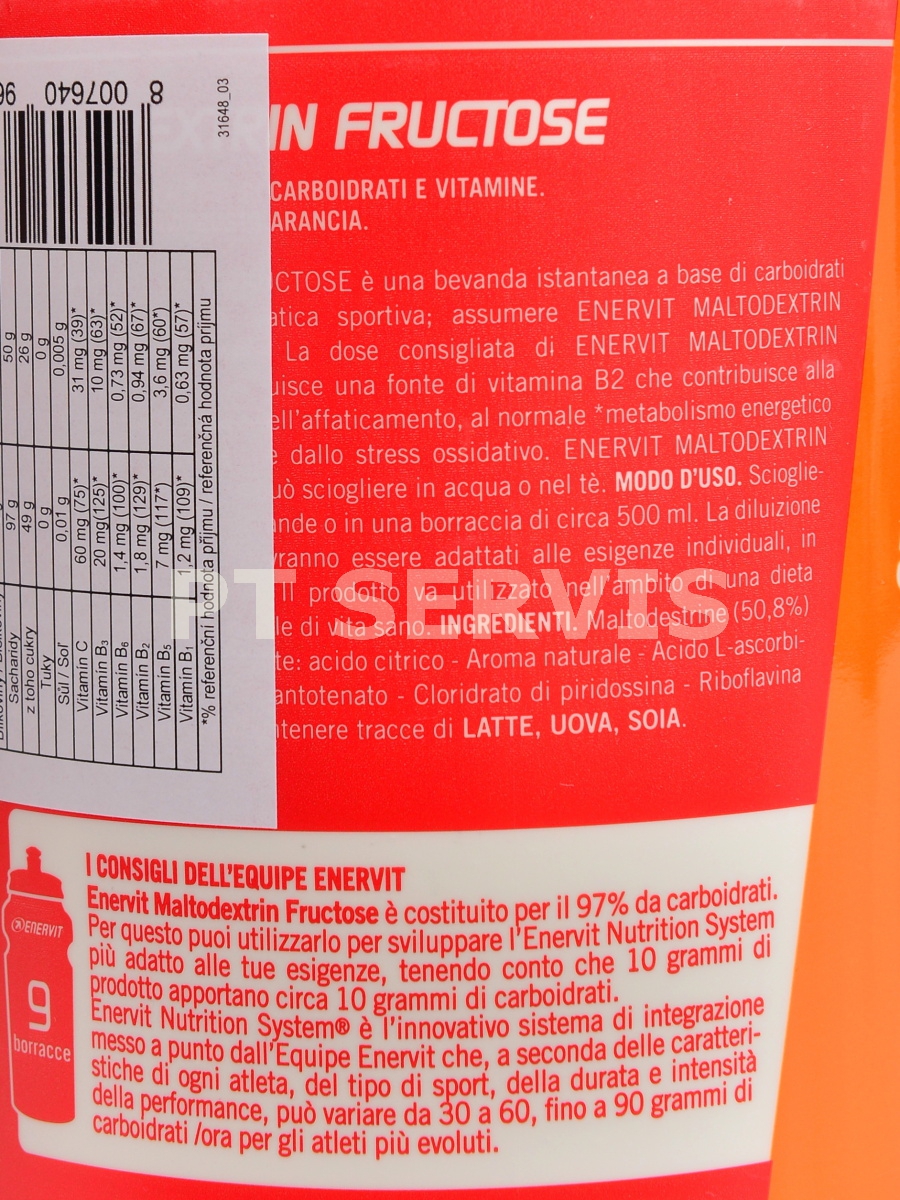 IN FRUCTOSE
CARBOIDRATI E VITAMINE.
ARANCIA.
CTOSE è una bevanda istantanea a base di carboidrati
atica sportiva; assumere ENERVIT MALTODEXTRIN
La dose consigliata di ENERVIT MALTODEXTRIN
uisce una fonte di vitamina B2 che contribuisce alla
ell'affaticamento, al normale *metabolismo energetico
e dallo stress ossidativo. ENERVIT MALTODEXTRIN
uò sciogliere in acqua o nel tè. MODO D'USO. Scioglie-
nde o in una borraccia di circa 500 ml. La diluizione
vranno essere adattati alle esigenze individuali, in
Il prodotto va utilizzato nell'ambito di una dieta
le di vita sano. INGREDIENTI. Maltodestrine (50,8%)
te: acido citrico - Aroma naturale - Acido L-ascorbi-
antotenato - Cloridrato di piridossina - Riboflavina
tenere tracce di LATTE, UOVA, SOIA.
PT SERVIS
8 007640 96
31648_03
Sacharidy 97 g 50 g
z toho cukry 49 g 26 g
Tuky 0 g 0 g
Sůl / Soľ 0,01 g 0,005 g
Vitamin C 60 mg (75)* 31 mg (39)*
Vitamin B3 20 mg (125)* 10 mg (63)*
Vitamin B6 1,4 mg (100)* 0,73 mg (52)*
Vitamin B2 1,8 mg (129)* 0,94 mg (67)*
Vitamin B5 7 mg (117*) 3,6 mg (60*)
Vitamin B1 1,2 mg (109)* 0,63 mg (57)*
*% referenční hodnota příjmu / referenčná hodnota príjmu
I CONSIGLI DELL'EQUIPE ENERVIT
Enervit Maltodextrin Fructose è costituito per il 97% da carboidrati.
Per questo puoi utilizzarlo per sviluppare l'Enervit Nutrition System
più adatto alle tue esigenze, tenendo conto che 10 grammi di
prodotto apportano circa 10 grammi di carboidrati.
Enervit Nutrition System® è l'innovativo sistema di integrazione
messo a punto dall'Equipe Enervit che, a seconda delle caratteri-
stiche di ogni atleta, del tipo di sport, della durata e intensità
della performance, può variare da 30 a 60, fino a 90 grammi di
carboidrati /ora per gli atleti più evoluti.
ENERVIT
9
borracce